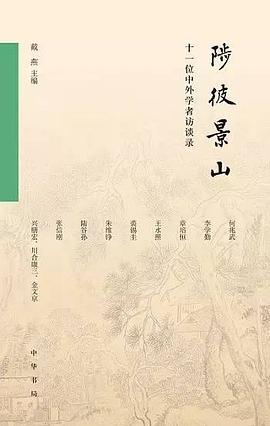 陟彼景山
十一位中外学者访谈录
戴燕 主编
何兆武
李学勤
章培恒
王水照
裘锡圭
朱维铮
陆谷孙
张信刚
兴膳宏、川合康三、金文京
中华书局